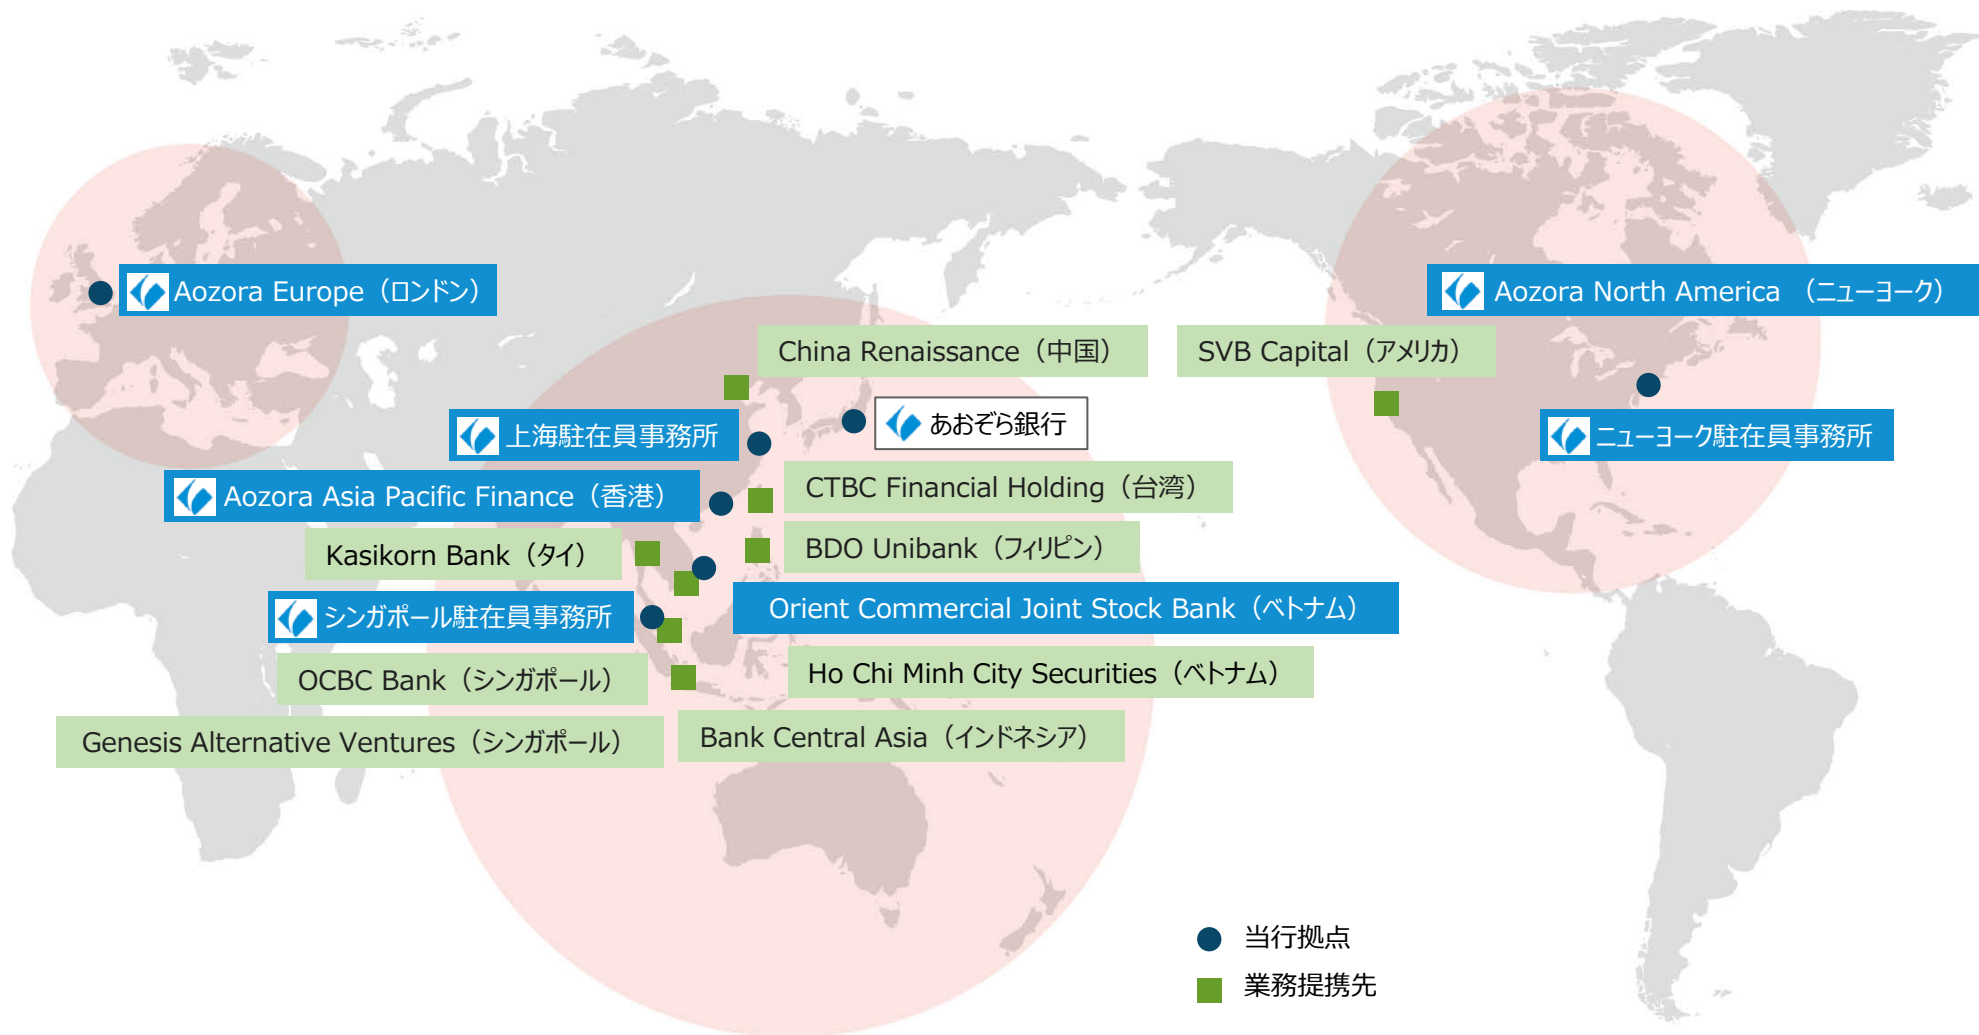 Aozora Europe（ロンドン）
Aozora North America （ニューヨーク）
China Renaissance（中国）
SVB Capital（アメリカ）
あおぞら銀行
上海駐在員事務所
ニューヨーク駐在員事務所
Aozora Asia Pacific Finance（香港）
CTBC Financial Holding（台湾）
Kasikorn Bank（タイ）
BDO Unibank（フィリピン）
シンガポール駐在員事務所
Orient Commercial Joint Stock Bank（ベトナム）
OCBC Bank（シンガポール）
Ho Chi Minh City Securities（ベトナム）
Genesis Alternative Ventures（シンガポール）
Bank Central Asia（インドネシア）
当行拠点
業務提携先